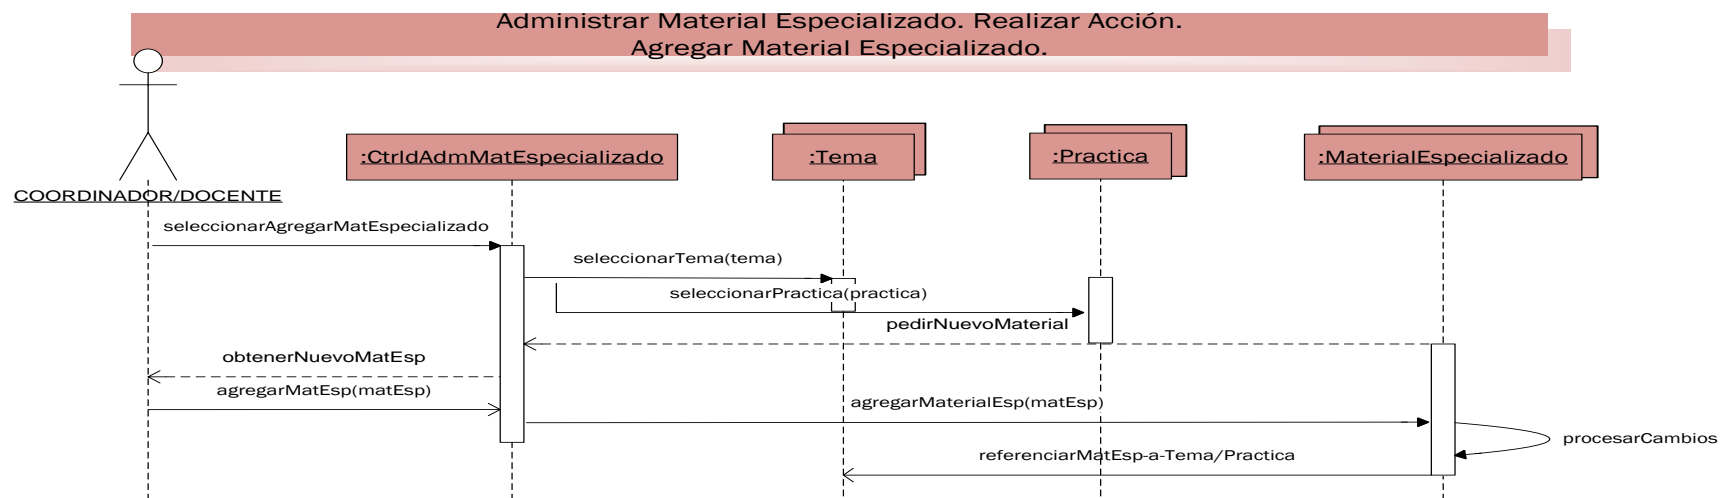 Administrar Material Especializado. Realizar Acción.
Agregar Material Especializado.
:CtrldAdmMatEspecializado
:Tema
:Practica
:MaterialEspecializado
COORDINADOR/DOCENTE
seleccionarAgregarMatEspecializado
seleccionarTema(tema)
seleccionarPractica(practica)
pedirNuevoMaterial
obtenerNuevoMatEsp
agregarMatEsp(matEsp)
agregarMaterialEsp(matEsp)
procesarCambios
referenciarMatEsp-a-Tema/Practica